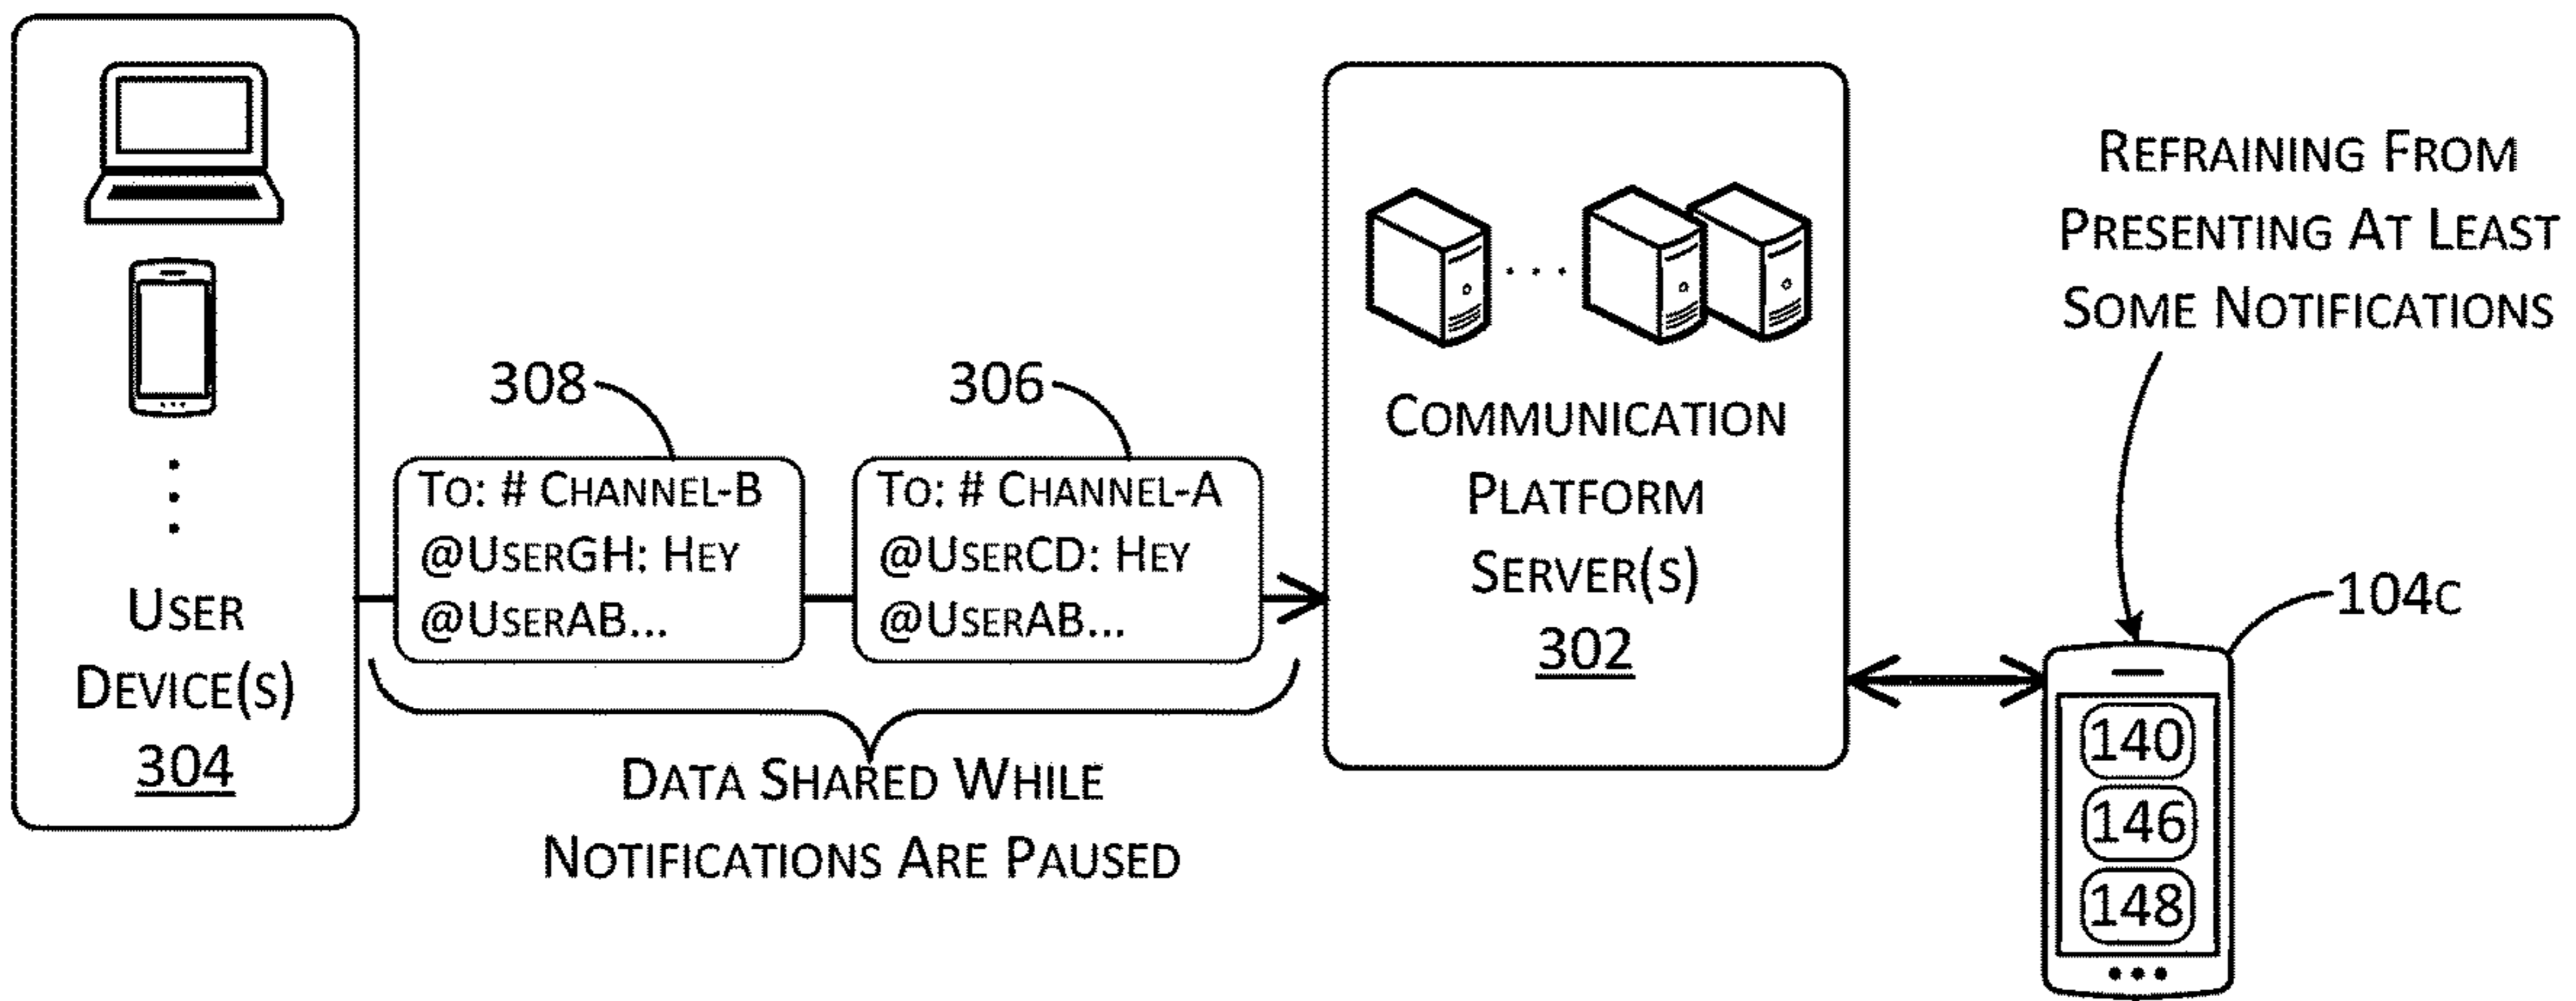 USER
DEVICE(S)
304
308
TO: # CHANNEL-B
@USERGH: HEY
@USERAB...
306
TO: # CHANNEL-A
@USERCD: HEY
@USERAB...
DATA SHARED WHILE
NOTIFICATIONS ARE PAUSED
COMMUNICATION
PLATFORM
SERVER(S)
302
REFRAINING FROM
PRESENTING AT LEAST
SOME NOTIFICATIONS
104C
140
146
148